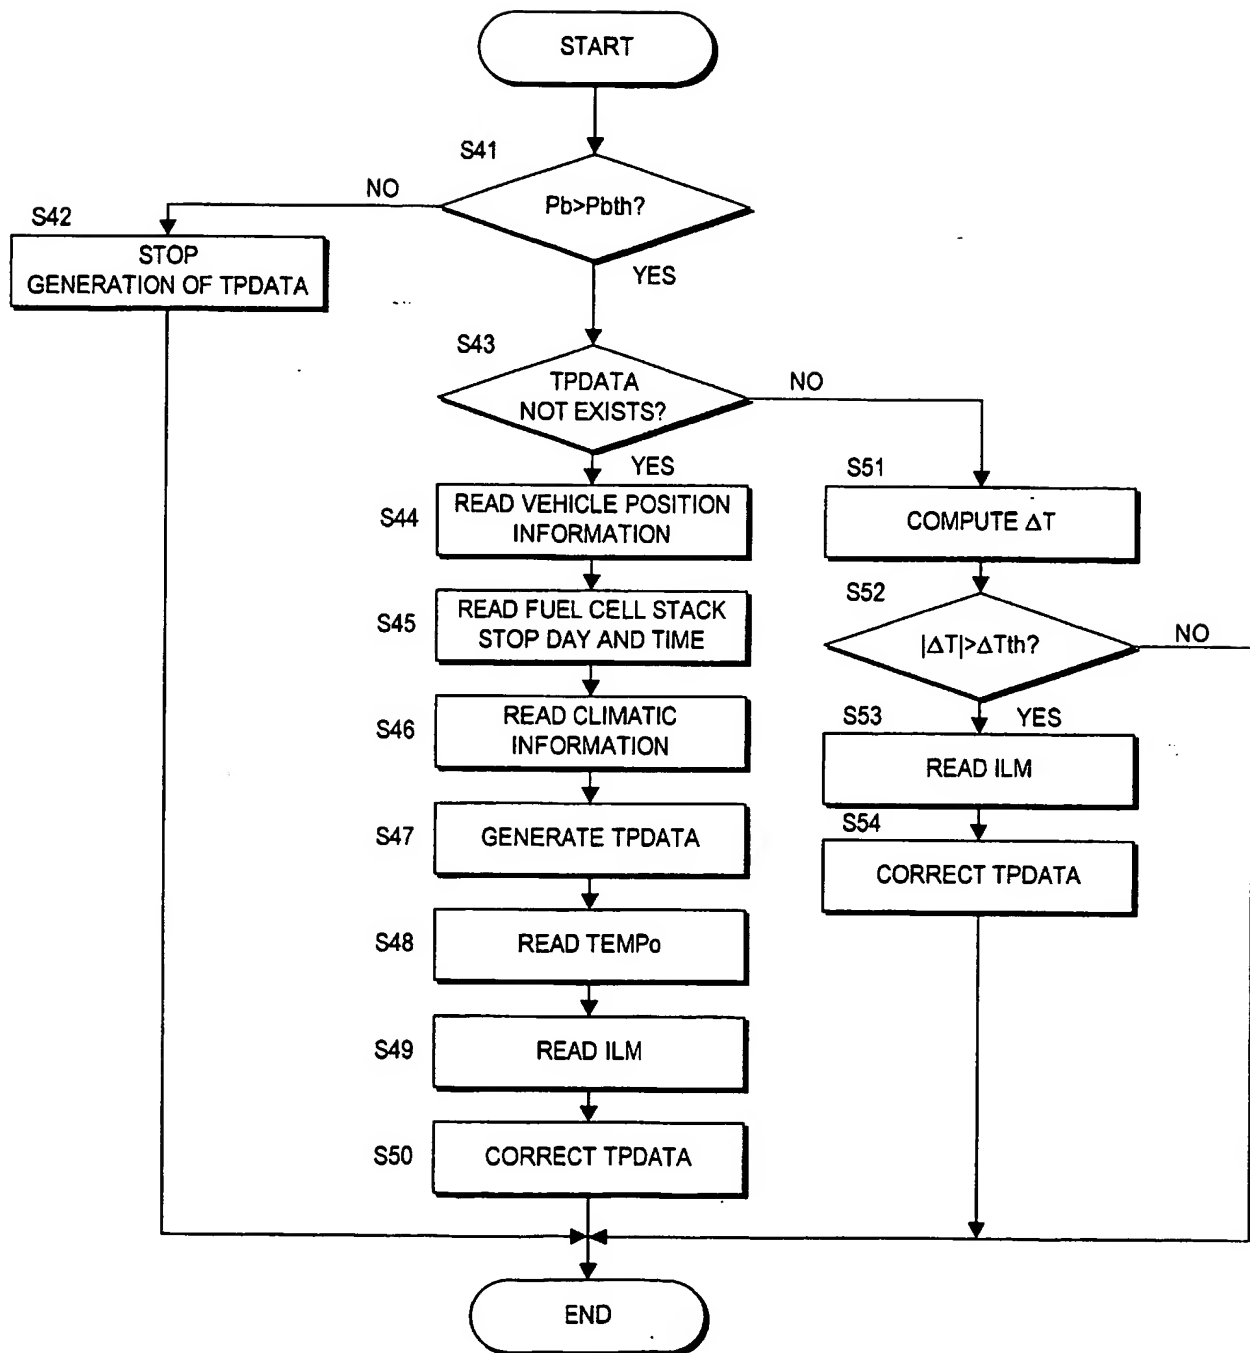 START
S41
Pb>Pbth?
NO
YES
S42
STOP
GENERATION OF TPDATA
S43
TPDATA
NOT EXISTS?
NO
YES
S44
READ VEHICLE POSITION
INFORMATION
S45
READ FUEL CELL STACK
STOP DAY AND TIME
S46
READ CLIMATIC
INFORMATION
S47
GENERATE TPDATA
S48
READ TEMPo
S49
READ ILM
S50
CORRECT TPDATA
S51
COMPUTE ΔT
S52
|ΔT|>ΔTth?
NO
YES
S53
READ ILM
S54
CORRECT TPDATA
END